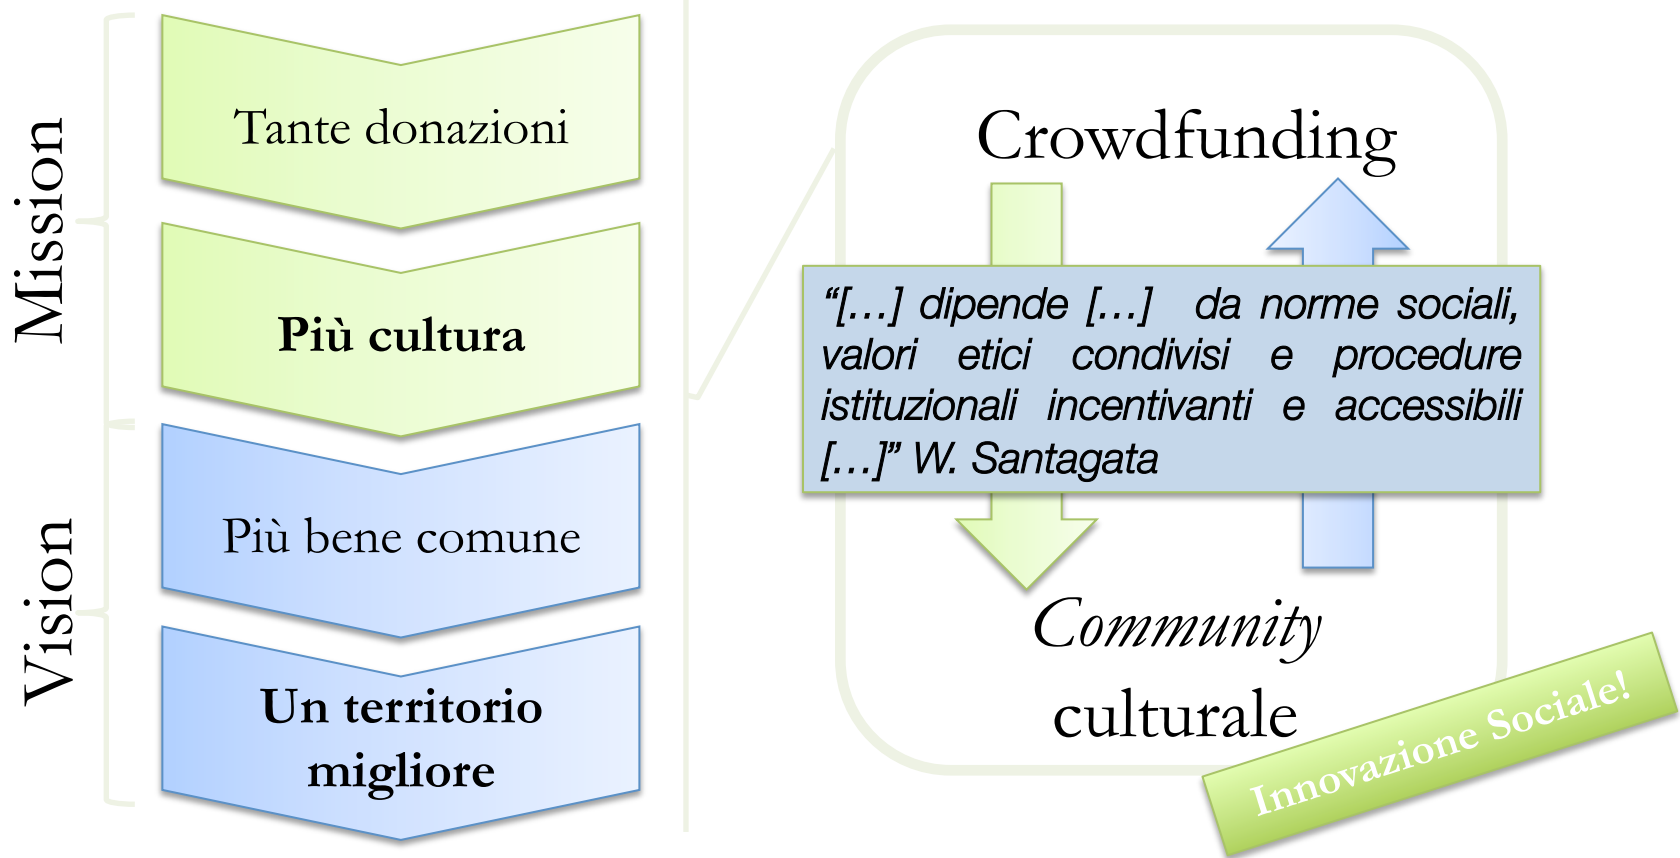 Mission
Tante donazioni
Più cultura
Vision
Più bene comune
Un territorio
migliore
Crowdfunding
“[…] dipende […] da norme sociali,
valori etici condivisi e procedure
istituzionali incentivanti e accessibili
[…]” W. Santagata
Community
culturale
Innovazione Sociale!